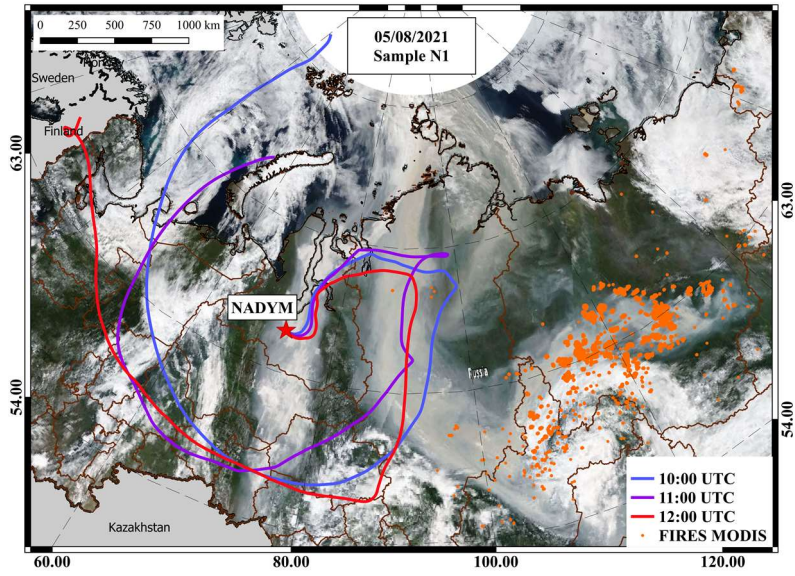 0 250 500 750 1000 km
05/08/2021
Sample N1
Sweden
Finland
63.00
63.00
NADYM
Russia
54.00
54.00
Kazakhstan
10:00 UTC
11:00 UTC
12:00 UTC
FIRES MODIS
60.00 80.00 100.00 120.00